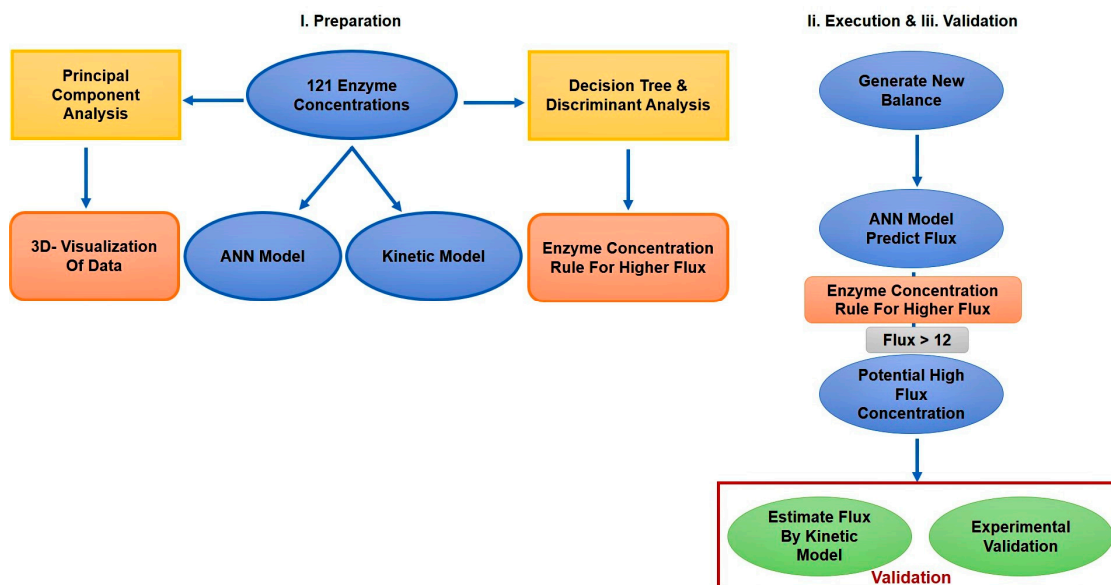 I. Preparation
Ii. Execution & Iii. Validation
Principal
Component
Analysis
121 Enzyme
Concentrations
Decision Tree &
Discriminant Analysis
3D- Visualization
Of Data
ANN Model
Kinetic Model
Enzyme Concentration
Rule For Higher Flux
Generate New
Balance
ANN Model
Predict Flux
Enzyme Concentration
Rule For Higher Flux
Flux > 12
Potential High
Flux
Concentration
Estimate Flux
By Kinetic
Model
Experimental
Validation
Validation